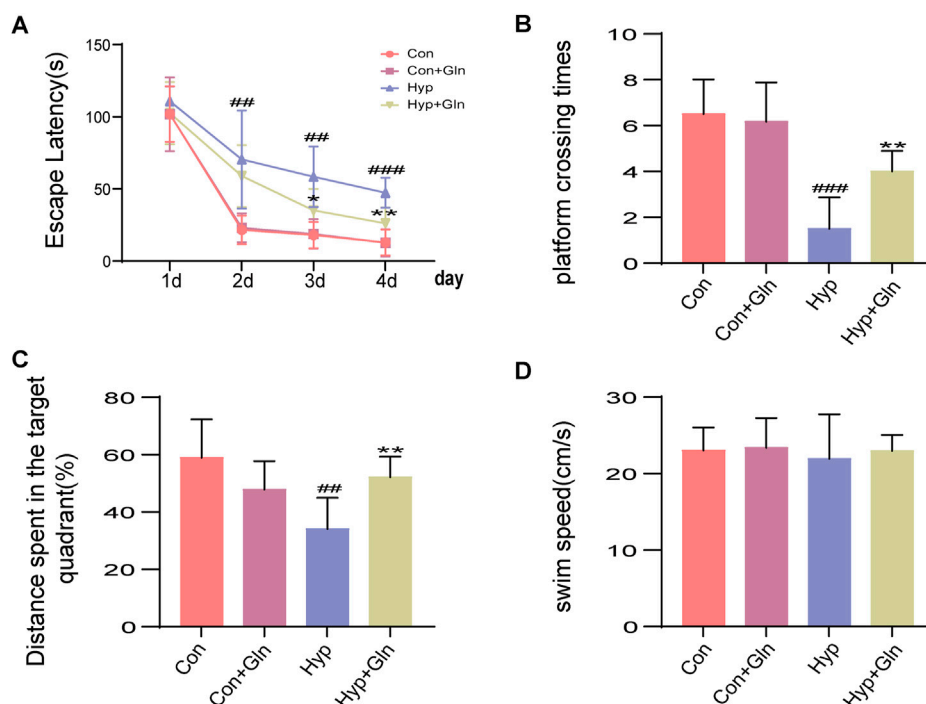 A
Escape Latency(s)
150
100
50
0
1d
2d
3d
4d
day
Con
Con+Gln
Hyp
Hyp+Gln
##
##
###
*
**
B
platform crossing times
8
6
4
2
0
###
**
Con
Con+Gln
Hyp
Hyp+Gln
C
Distance spent in the target
quadrant(%)
80
60
40
20
0
##
**
Con
Con+Gln
Hyp
Hyp+Gln
D
swim speed(cm/s)
40
30
20
10
0
Con
Con+Gln
Hyp
Hyp+Gln